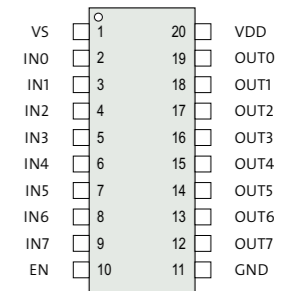 VS 1 20 VDD
IN0 2 19 OUT0
IN1 3 18 OUT1
IN2 4 17 OUT2
IN3 5 16 OUT3
IN4 6 15 OUT4
IN5 7 14 OUT5
IN6 8 13 OUT6
IN7 9 12 OUT7
EN 10 11 GND